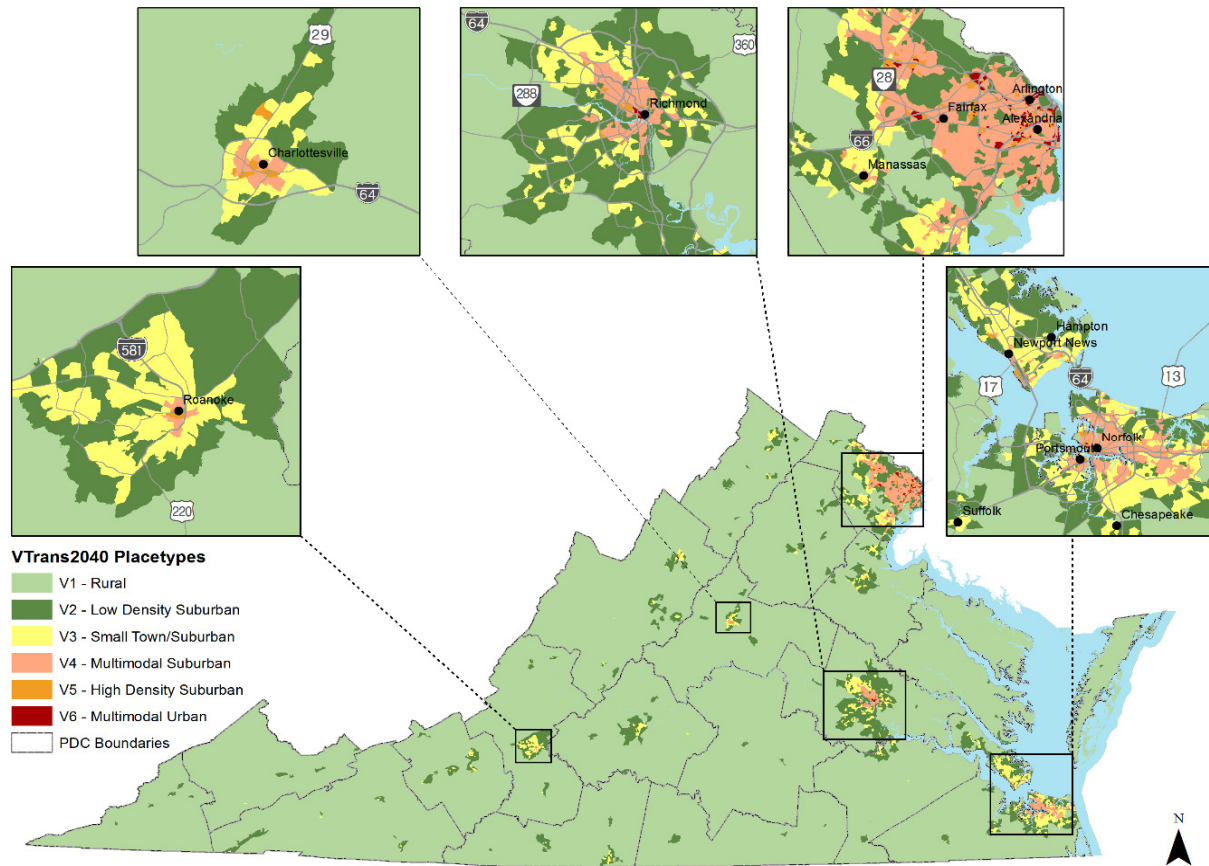 29
Charlottesville
64
64
360
288
Richmond
28
Arlington
Fairfax
Alexandria
66
Manassas
581
Roanoke
220
Hampton
Newport News
17
64
13
Norfolk
Portsmouth
Suffolk
Chesapeake
VTrans2040 Placetypes
V1 - Rural
V2 - Low Density Suburban
V3 - Small Town/Suburban
V4 - Multimodal Suburban
V5 - High Density Suburban
V6 - Multimodal Urban
PDC Boundaries
N